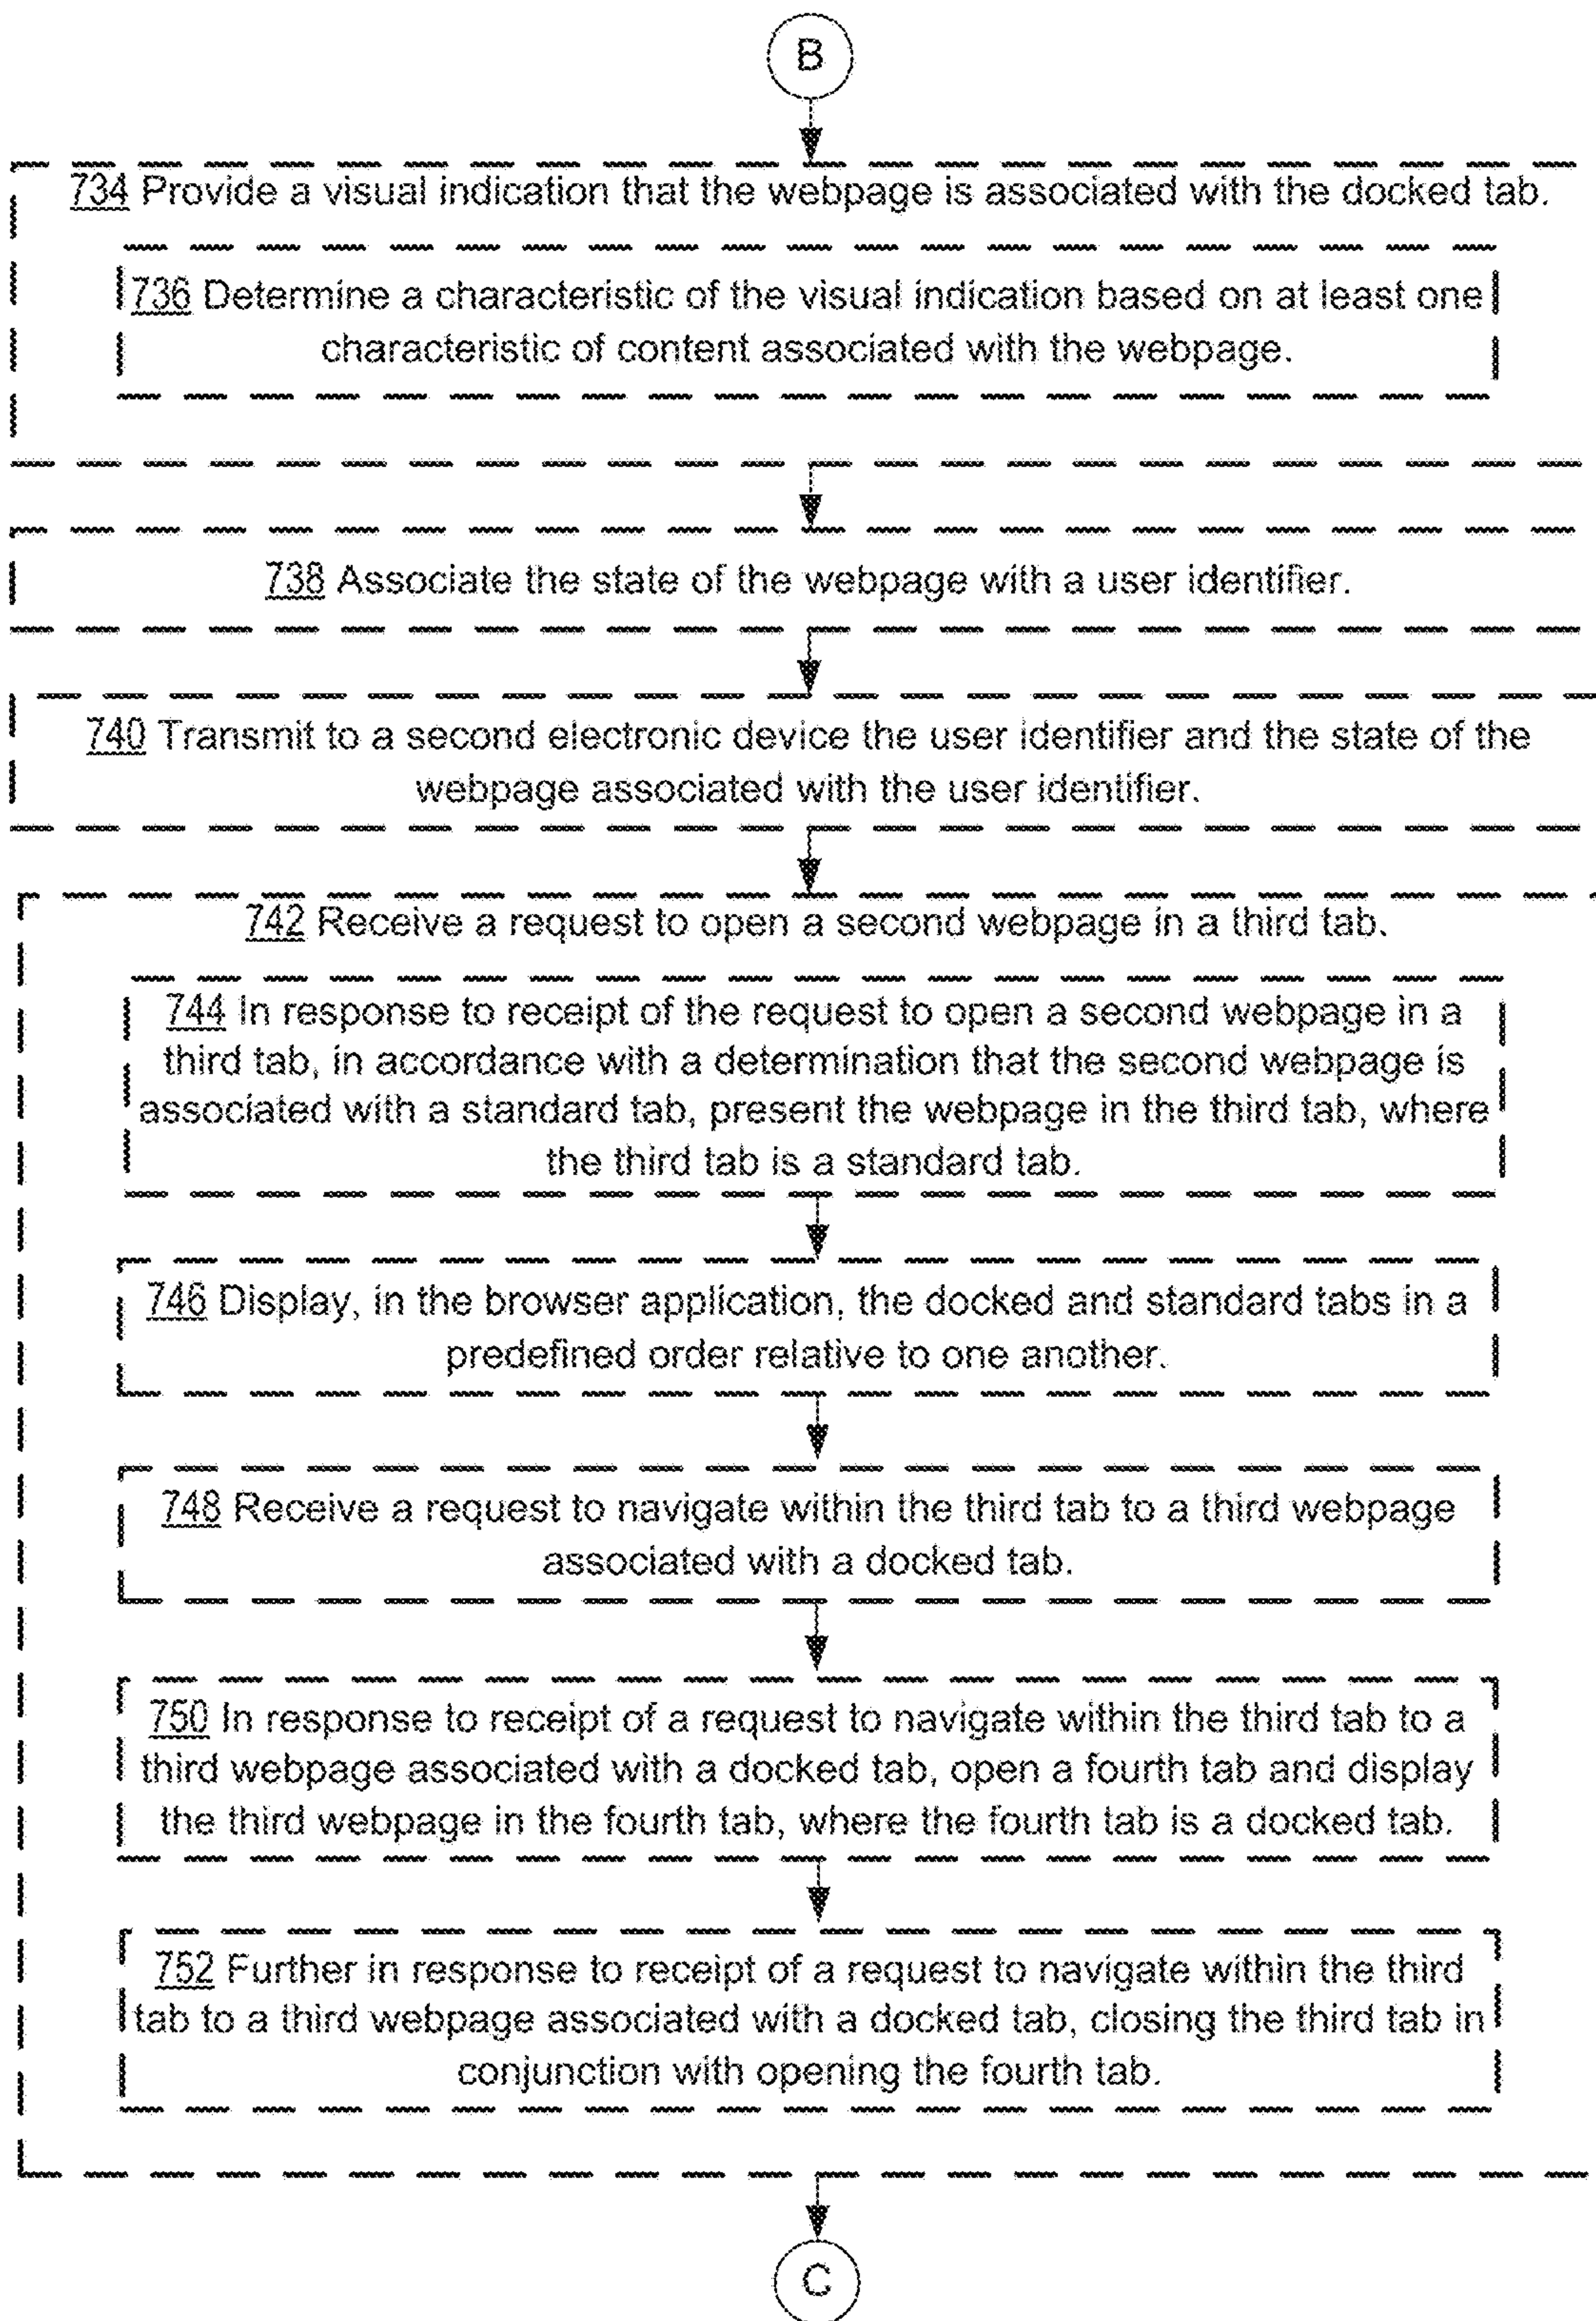 B
734 Provide a visual indication that the webpage is associated with the docked tab.
736 Determine a characteristic of the visual indication based on at least one
characteristic of content associated with the webpage.
738 Associate the state of the webpage with a user identifier.
740 Transmit to a second electronic device the user identifier and the state of the
webpage associated with the user identifier.
742 Receive a request to open a second webpage in a third tab.
744 In response to receipt of the request to open a second webpage in a
third tab, in accordance with a determination that the second webpage is
associated with a standard tab, present the webpage in the third tab, where
the third tab is a standard tab.
746 Display, in the browser application, the docked and standard tabs in a
predefined order relative to one another.
748 Receive a request to navigate within the third tab to a third webpage
associated with a docked tab.
750 In response to receipt of a request to navigate within the third tab to a
third webpage associated with a docked tab, open a fourth tab and display
the third webpage in the fourth tab, where the fourth tab is a docked tab.
752 Further in response to receipt of a request to navigate within the third
tab to a third webpage associated with a docked tab, closing the third tab in
conjunction with opening the fourth tab.
C